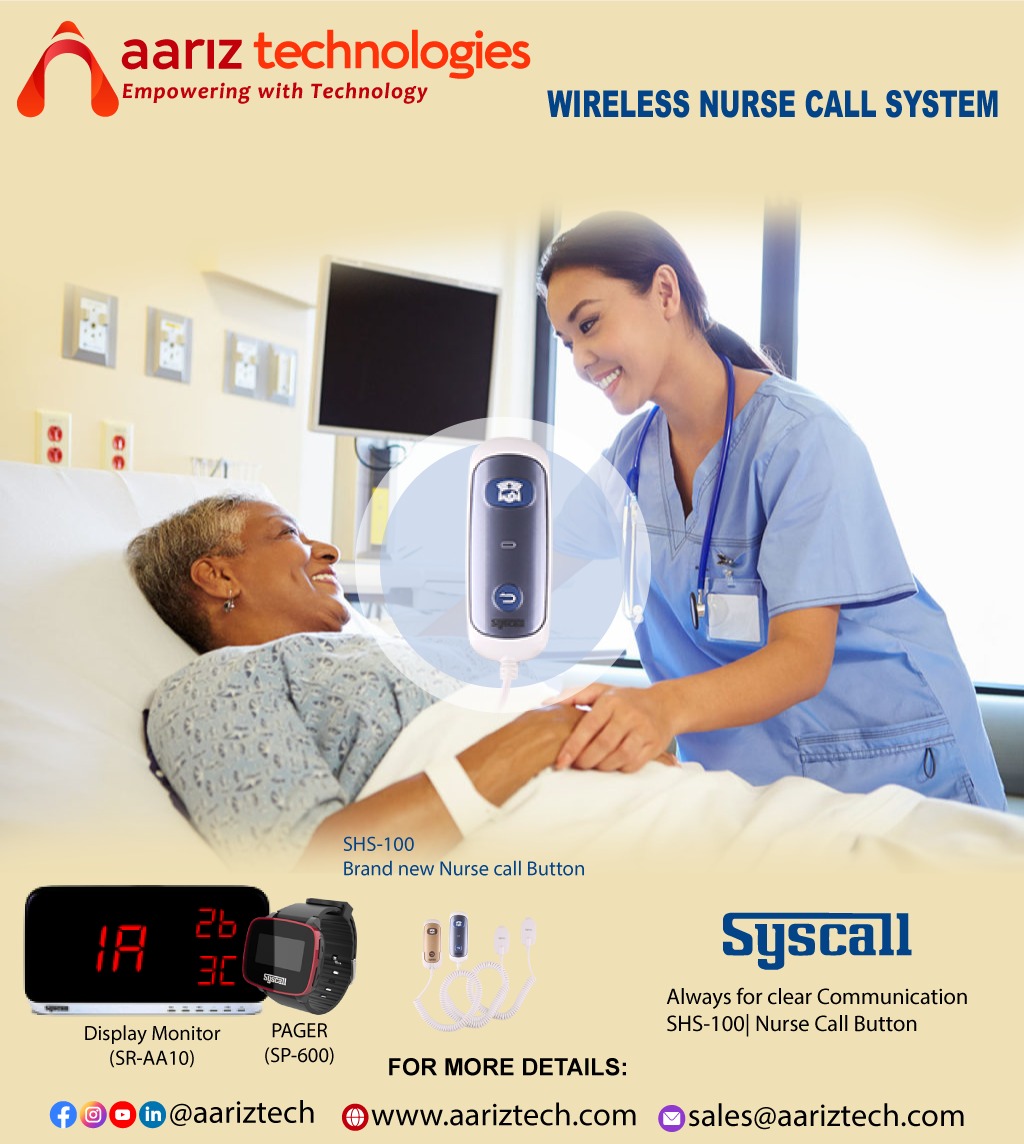 aariz technologies
Empowering with Technology
WIRELESS NURSE CALL SYSTEM
syscall
SHS-100
Brand new Nurse call Button
1A
2b
3C
Syscall
Syscall
Display Monitor
(SR-AA10)
PAGER
(SP-600)
Syscall
Always for clear Communication
SHS-100| Nurse Call Button
FOR MORE DETAILS:
@aariztech
www.aariztech.com
sales@aariztech.com